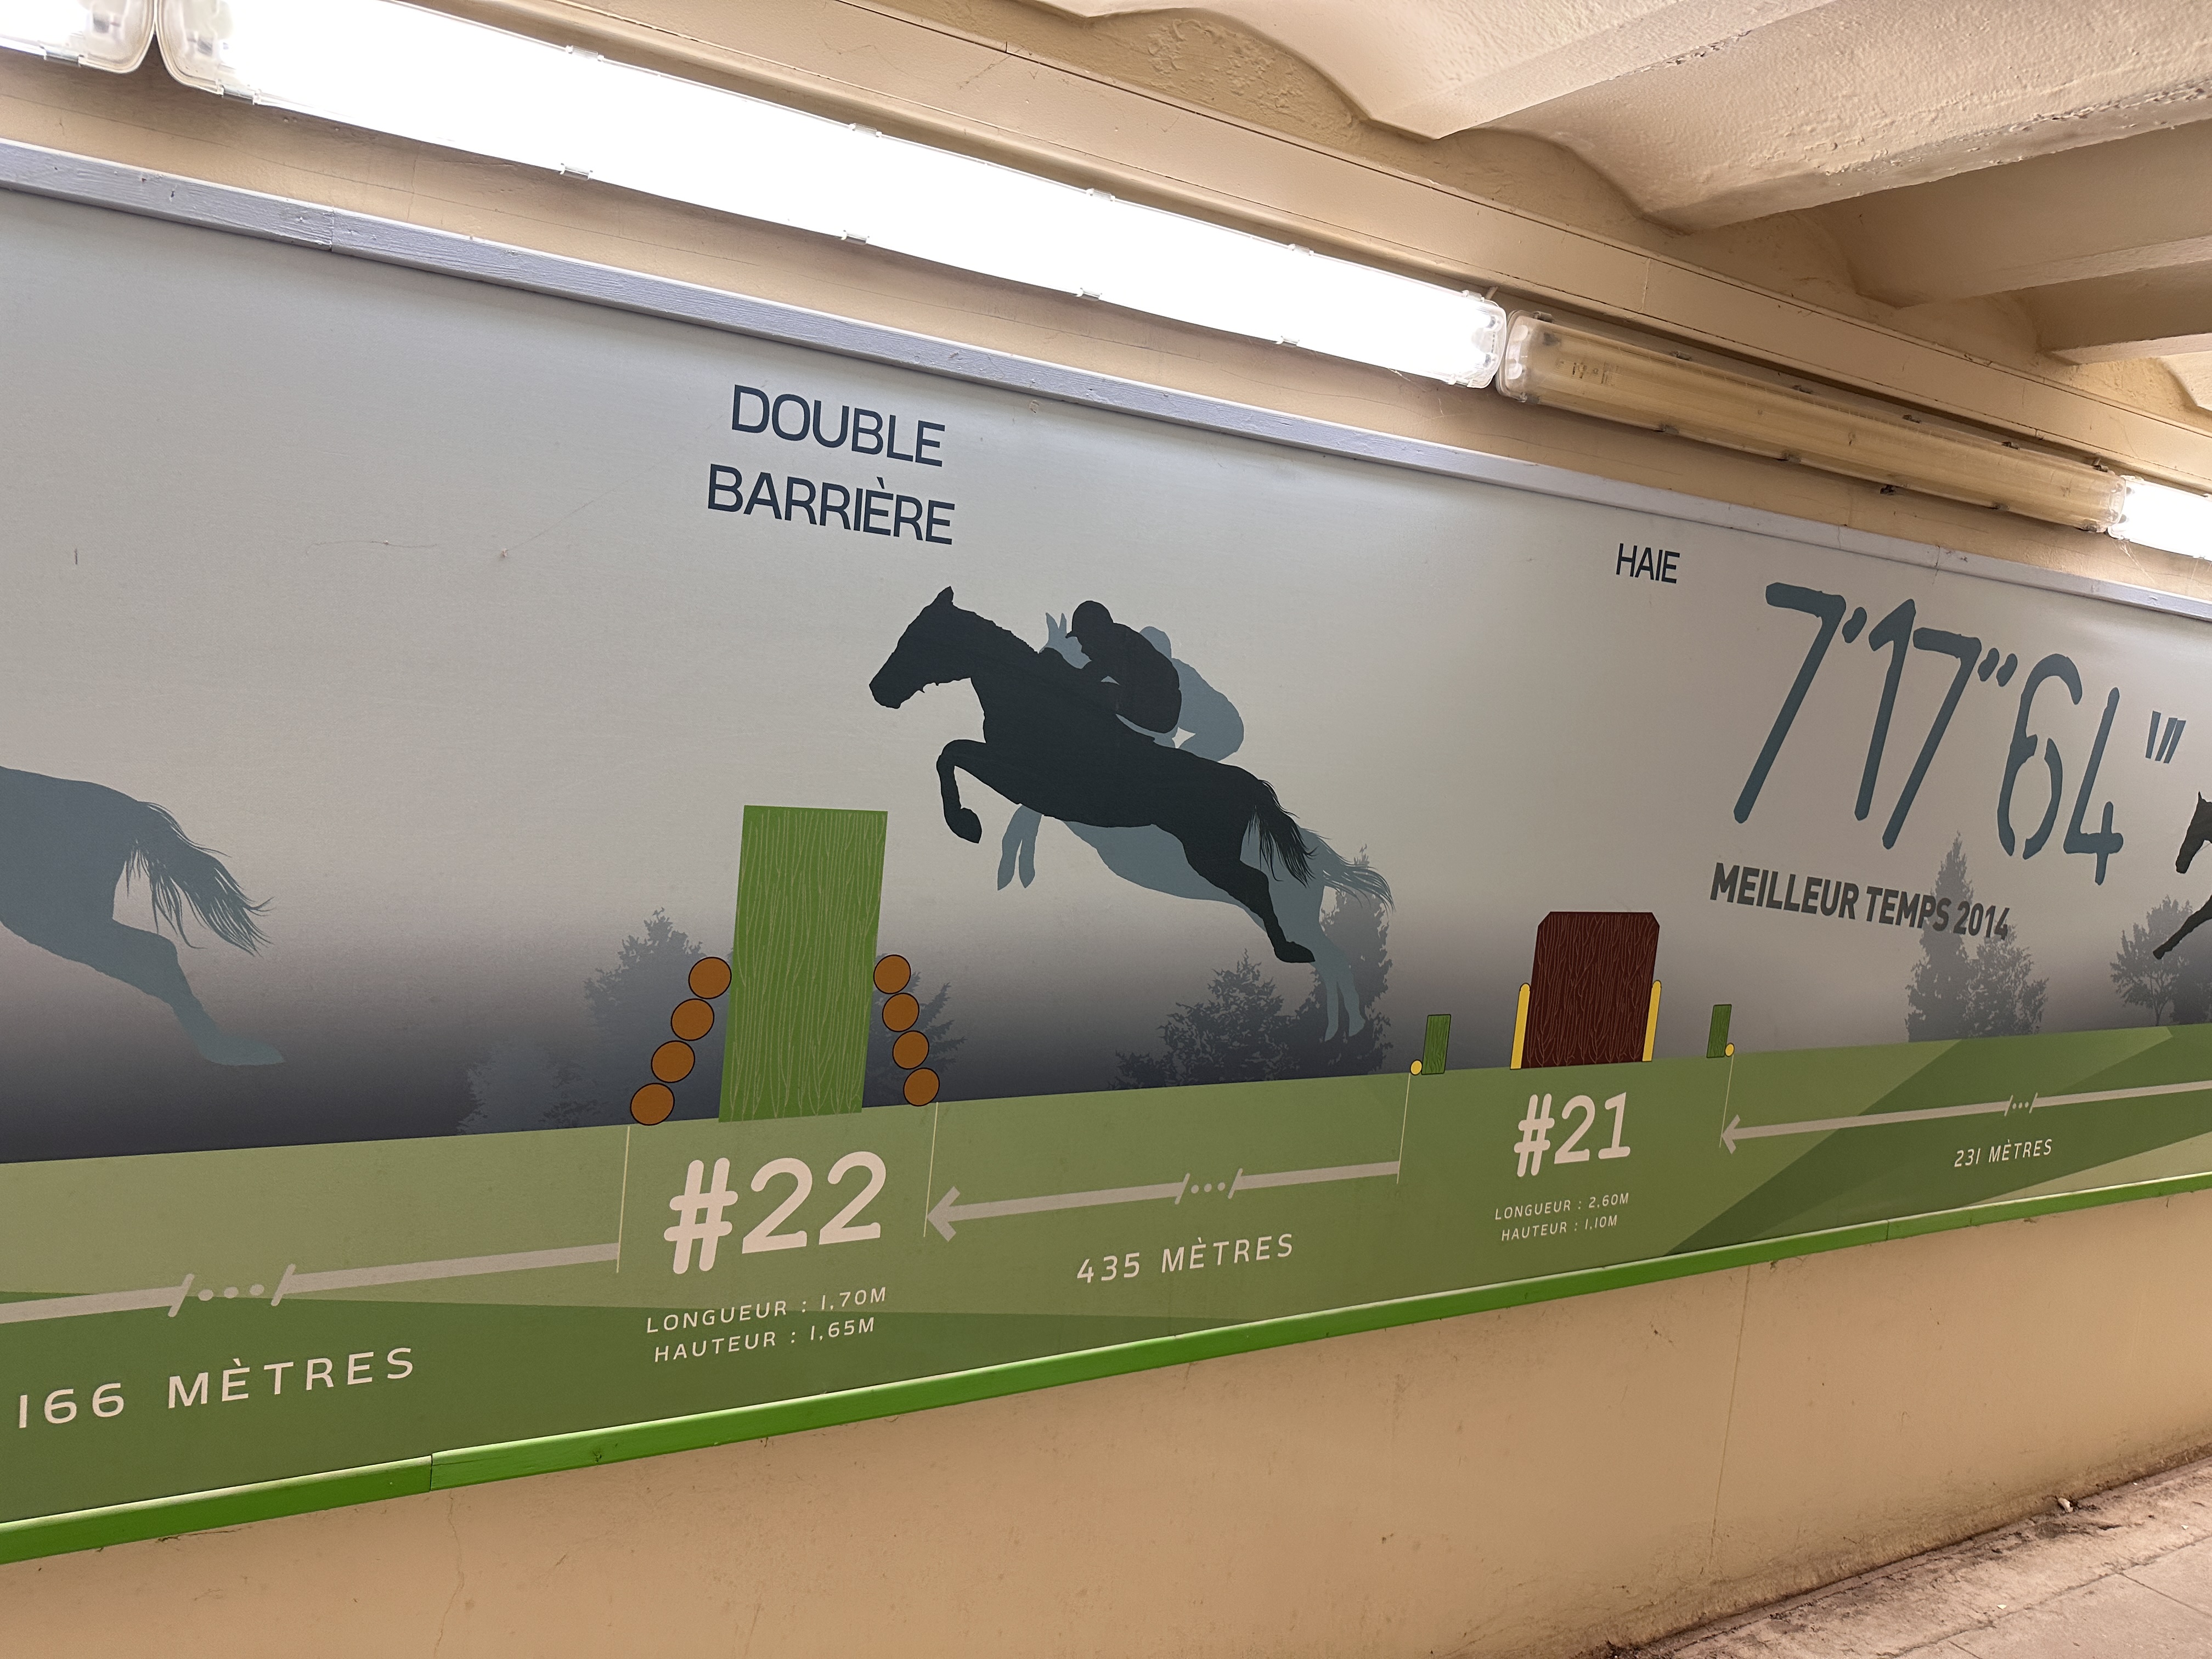 DOUBLE
BARRIÈRE
HAIE
7'17''64'''
MEILLEUR TEMPS 2014
#22
LONGUEUR : 1,70M
HAUTEUR : 1,65M
166 MÈTRES
435 MÈTRES
#21
LONGUEUR : 2,60M
HAUTEUR : 1,10M
231 MÈTRES